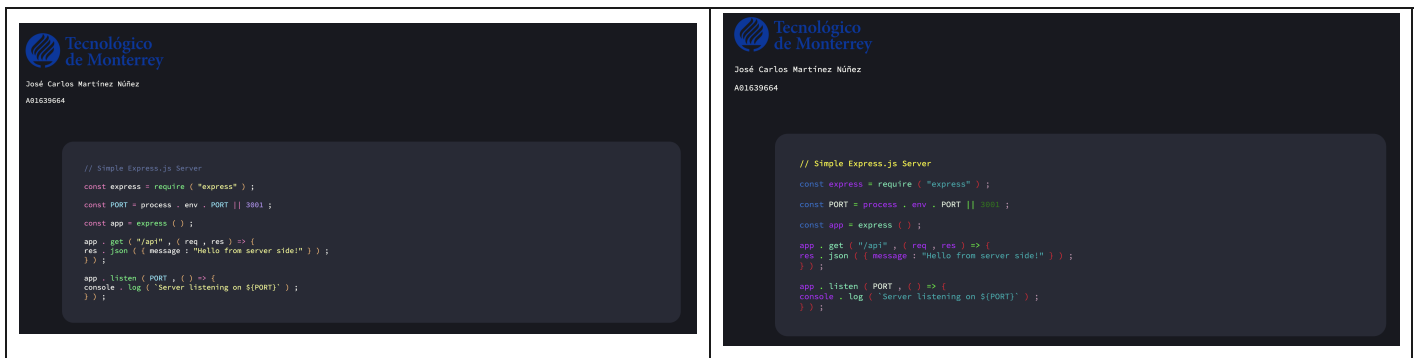 Tecnológico
de Monterrey
José Carlos Martínez Núñez
A01639664
// Simple Express.js Server
const express = require ( "express" ) ;
const PORT = process . env . PORT || 3001 ;
const app = express ( ) ;
app . get ( "/api" , ( req , res ) => {
res . json ( { message : "Hello from server side!" } ) ;
} ) ;
app . listen ( PORT , ( ) => {
console . log ( `Server listening on ${PORT}` ) ;
} ) ;
Tecnológico
de Monterrey
José Carlos Martínez Núñez
A01639664
// Simple Express.js Server
const express = require ( "express" ) ;
const PORT = process . env . PORT || 3001 ;
const app = express ( ) ;
app . get ( "/api" , ( req , res ) => {
res . json ( { message : "Hello from server side!" } ) ;
} ) ;
app . listen ( PORT , ( ) => {
console . log ( `Server listening on ${PORT}` ) ;
} ) ;